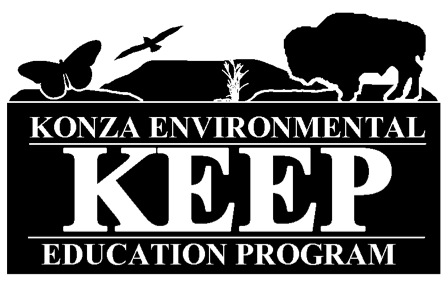 KONZA ENVIRONMENTAL
KEEP
EDUCATION PROGRAM